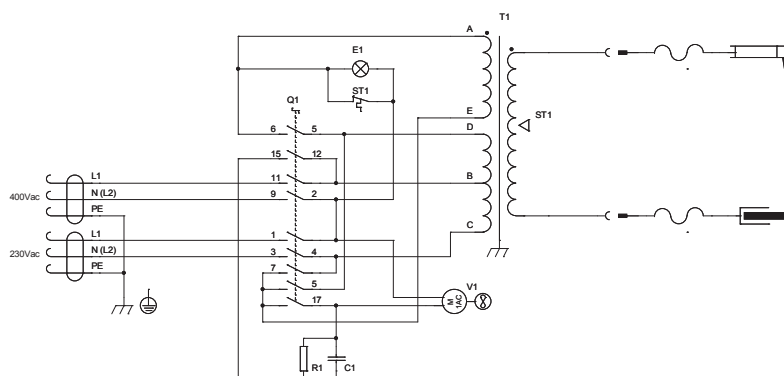 T1
A
E1
ST1
Q1
E
6 5
D
ST1
15 12
L1
11
B
400Vac
N (L2)
9 2
PE
C
L1
1
230Vac
N (L2)
3 4
PE
7
5
V1
M
1AC
17
R1
C1